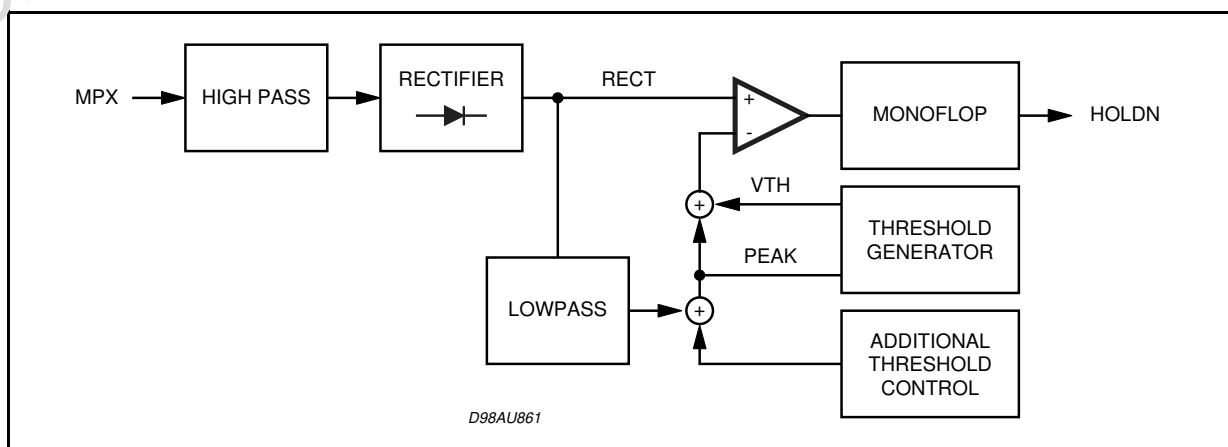 MPX
HIGH PASS
RECTIFIER
RECT
+
-
MONOFLOP
HOLDN
VTH
+
THRESHOLD
GENERATOR
PEAK
LOWPASS
+
ADDITIONAL
THRESHOLD
CONTROL
D98AU861